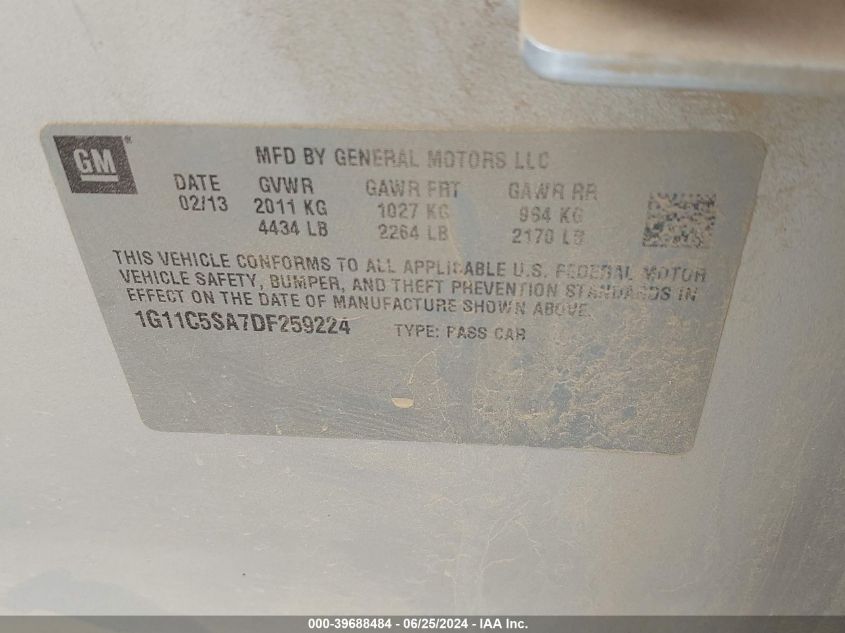 GM®
MFD BY GENERAL MOTORS LLC
DATE GVWR GAWR FRT GAWR RR
02/13 2011 KG 1027 KG 964 KG
4434 LB 2264 LB 2170 LB
THIS VEHICLE CONFORMS TO ALL APPLICABLE U.S. FEDERAL MOTOR
VEHICLE SAFETY, BUMPER, AND THEFT PREVENTION STANDARDS IN
EFFECT ON THE DATE OF MANUFACTURE SHOWN ABOVE.
1G11C5SA7DF259224 TYPE: PASS CAR
000-39688484 - 06/25/2024 - IAA Inc.